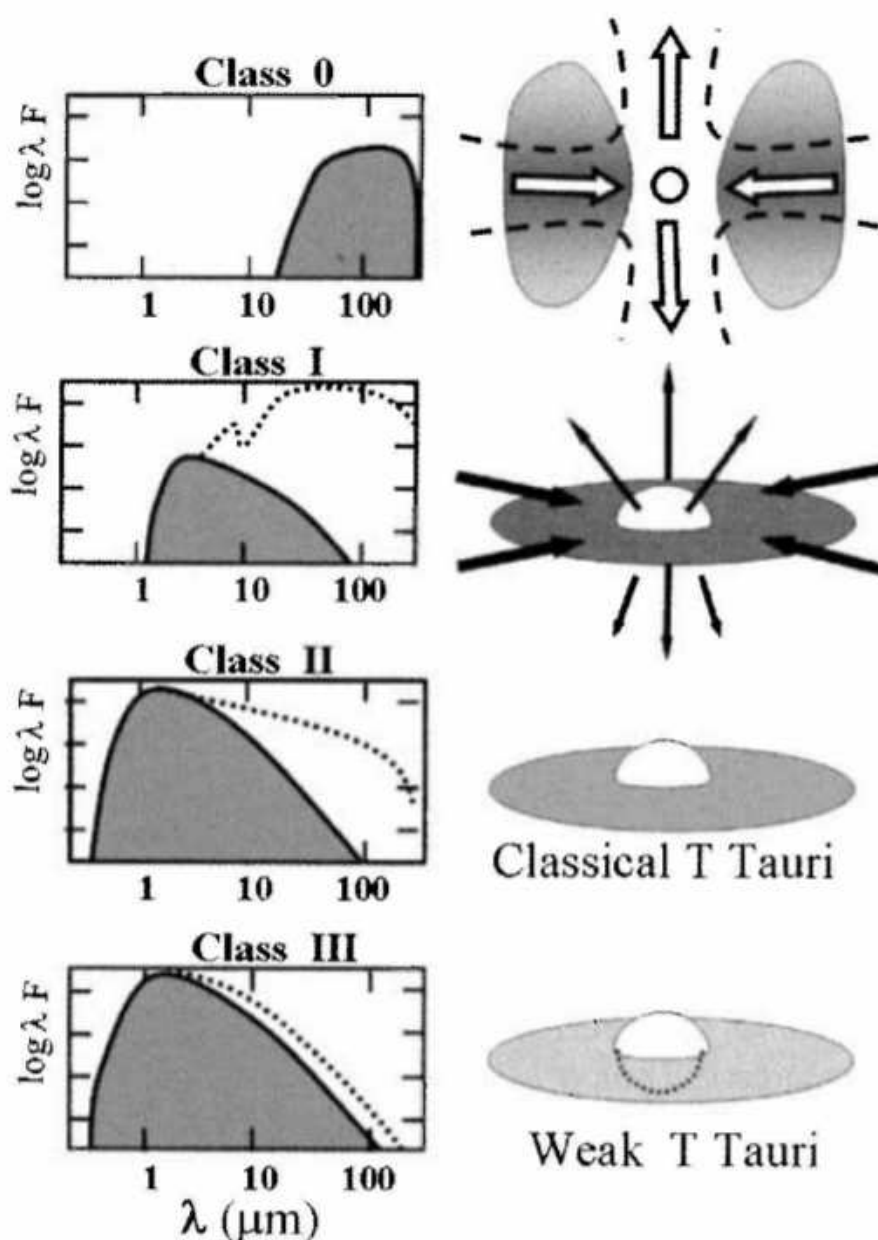 Class 0
log λ F
1 10 100
Class I
log λ F
1 10 100
Class II
log λ F
1 10 100
Classical T Tauri
Class III
log λ F
1 10 100
λ (μm)
Weak T Tauri